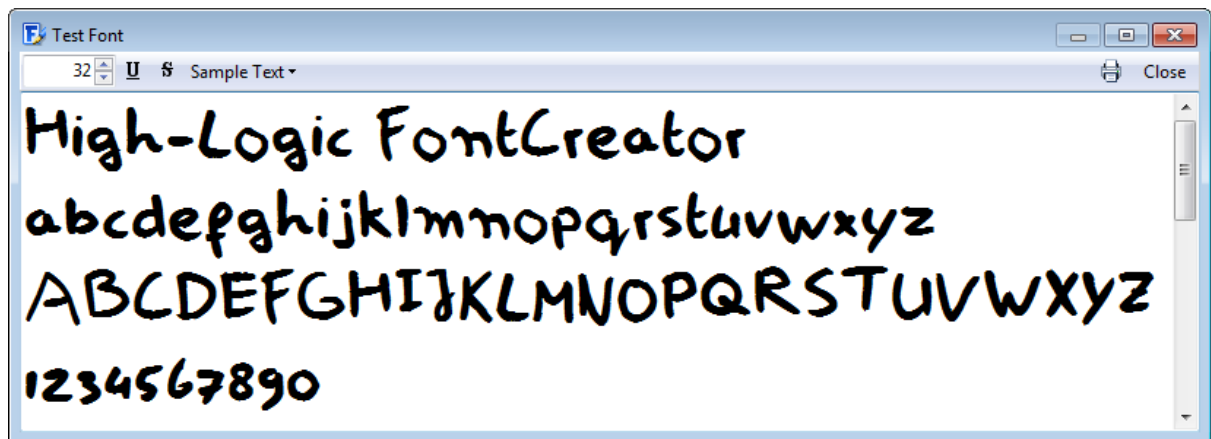 Test Font
32 U S Sample Text Close
High-Logic FontCreator
abcdefghijklmnopqrstuvwxyz
ABCDEFGHIJKLMNOPQRSTUVWXYZ
1234567890